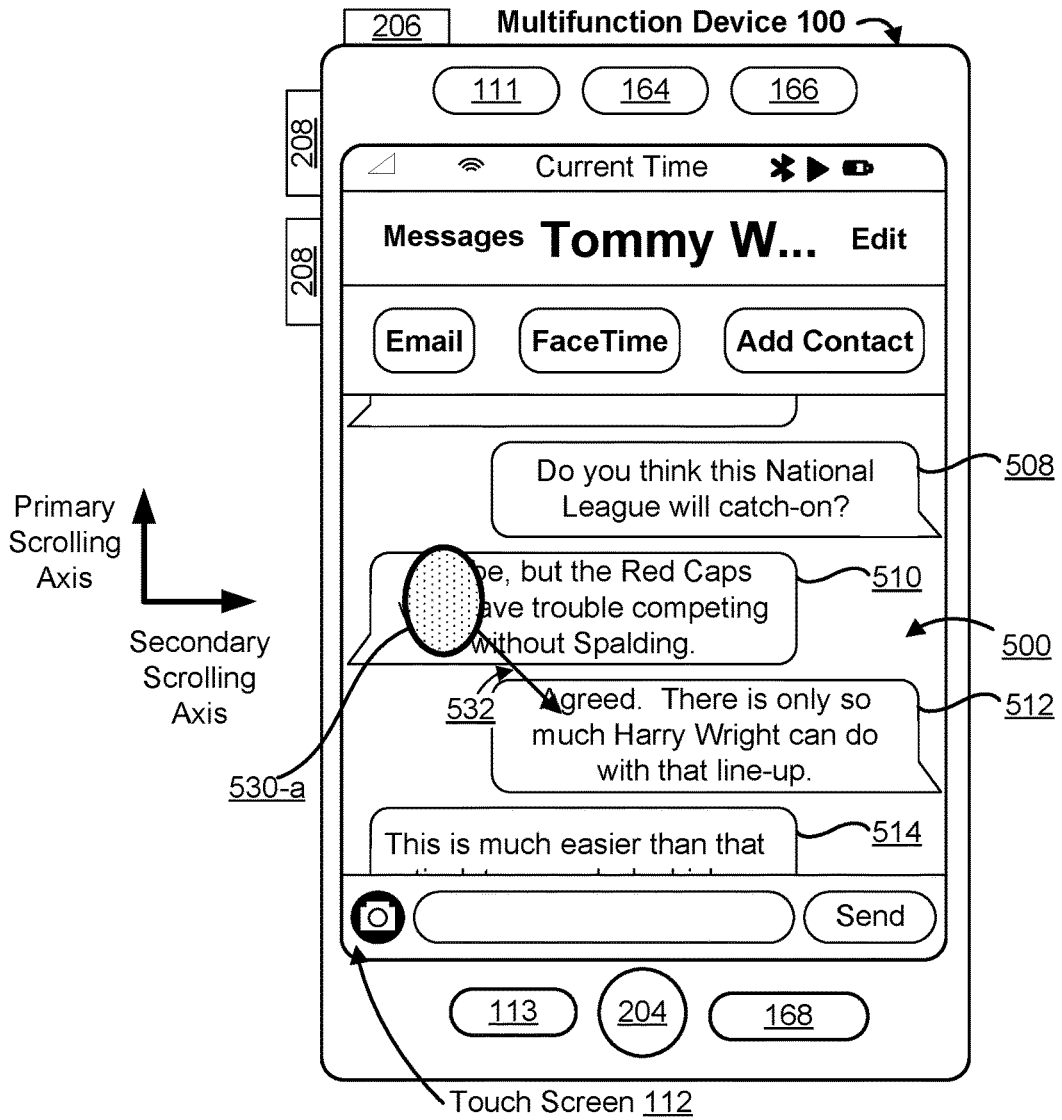 206
Multifunction Device 100
111
164
166
208
208
Current Time
Messages
Tommy W...
Edit
Email
FaceTime
Add Contact
Do you think this National
League will catch-on?
508
Primary
Scrolling
Axis
Secondary
Scrolling
Axis
but the Red Caps
trouble competing
without Spalding.
510
500
532
Agreed. There is only so
much Harry Wright can do
with that line-up.
512
530-a
This is much easier than that
514
Send
113
204
168
Touch Screen 112